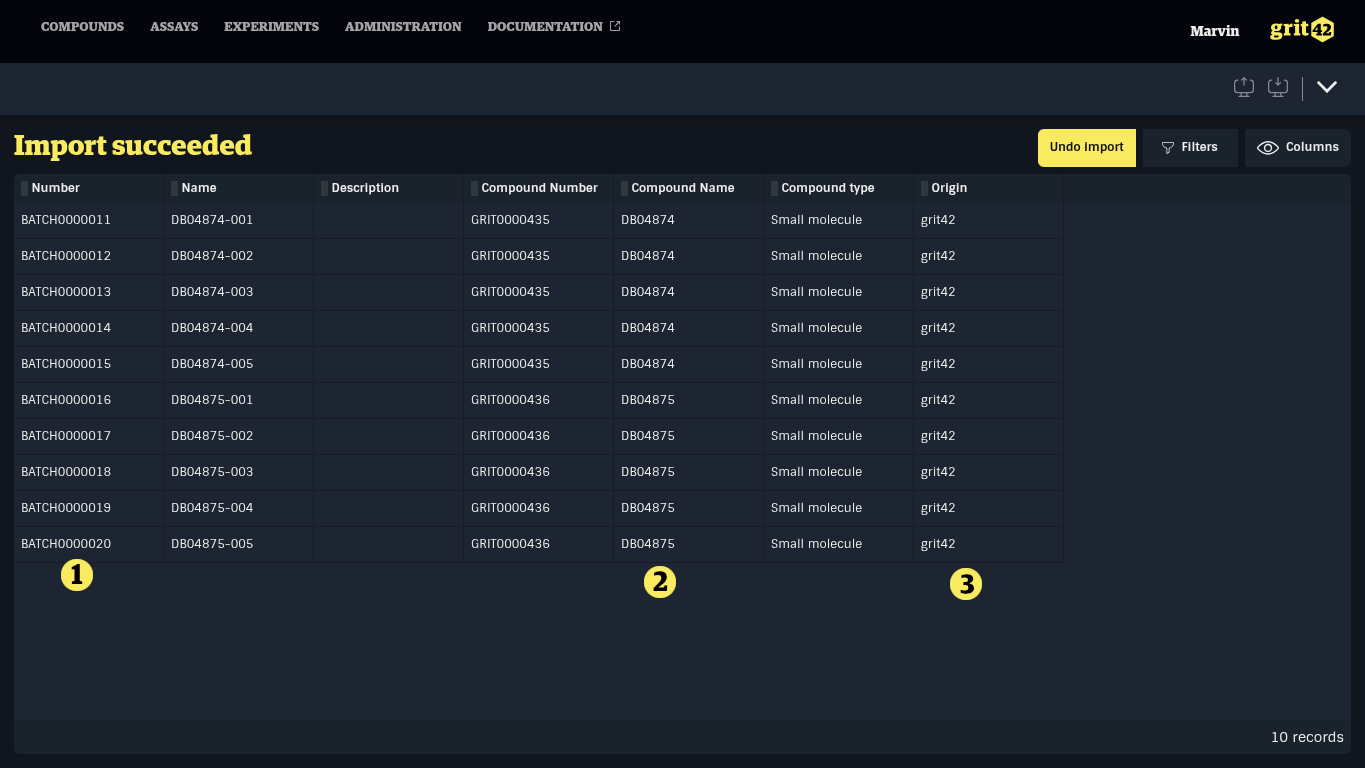 COMPOUNDS ASSAYS EXPERIMENTS ADMINISTRATION DOCUMENTATION Marvin grit42
Import succeeded Undo import Filters Columns
Number Name Description Compound Number Compound Name Compound type Origin
BATCH0000011 DB04874-001 GRIT0000435 DB04874 Small molecule grit42
BATCH0000012 DB04874-002 GRIT0000435 DB04874 Small molecule grit42
BATCH0000013 DB04874-003 GRIT0000435 DB04874 Small molecule grit42
BATCH0000014 DB04874-004 GRIT0000435 DB04874 Small molecule grit42
BATCH0000015 DB04874-005 GRIT0000435 DB04874 Small molecule grit42
BATCH0000016 DB04875-001 GRIT0000436 DB04875 Small molecule grit42
BATCH0000017 DB04875-002 GRIT0000436 DB04875 Small molecule grit42
BATCH0000018 DB04875-003 GRIT0000436 DB04875 Small molecule grit42
BATCH0000019 DB04875-004 GRIT0000436 DB04875 Small molecule grit42
BATCH0000020 DB04875-005 GRIT0000436 DB04875 Small molecule grit42
1 2 3
10 records